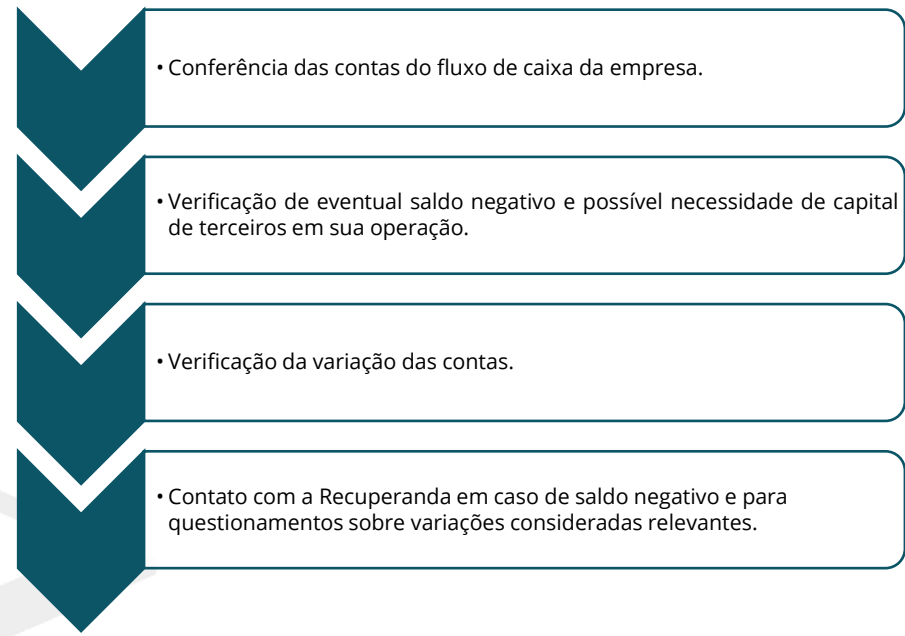 • Conferência das contas do fluxo de caixa da empresa.
• Verificação de eventual saldo negativo e possível necessidade de capital
de terceiros em sua operação.
• Verificação da variação das contas.
• Contato com a Recuperanda em caso de saldo negativo e para
questionamentos sobre variações consideradas relevantes.